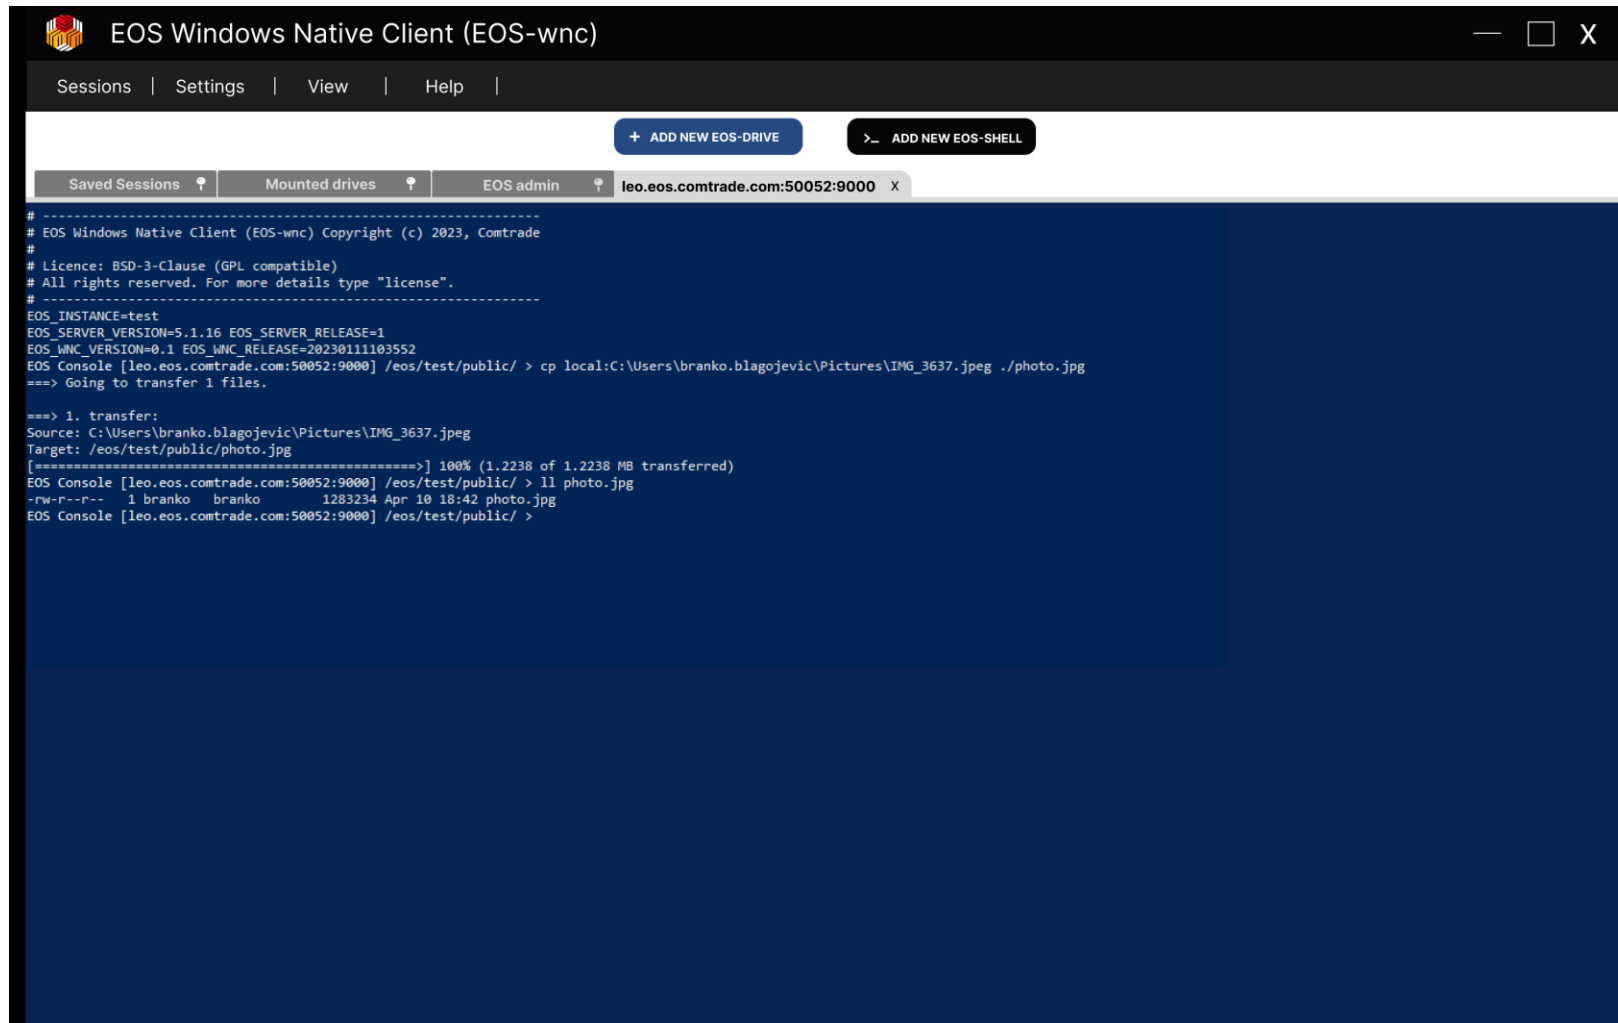 EOS Windows Native Client (EOS-wnc)
X
Sessions | Settings | View | Help |
+ ADD NEW EOS-DRIVE
>_ ADD NEW EOS-SHELL
Saved Sessions
Mounted drives
EOS admin
leo.eos.comtrade.com:50052:9000 X
# ----------------------------------------------------------------
# EOS Windows Native Client (EOS-wnc) Copyright (c) 2023, Comtrade
#
# Licence: BSD-3-Clause (GPL compatible)
# All rights reserved. For more details type "license".
# ----------------------------------------------------------------
EOS_INSTANCE=test
EOS_SERVER_VERSION=5.1.16 EOS_SERVER_RELEASE=1
EOS_WNC_VERSION=0.1 EOS_WNC_RELEASE=20230111103552
EOS Console [leo.eos.comtrade.com:50052:9000] /eos/test/public/ > cp local:C:\Users\branko.blagojevic\Pictures\IMG_3637.jpeg ./photo.jpg
===> Going to transfer 1 files.
===> 1. transfer:
Source: C:\Users\branko.blagojevic\Pictures\IMG_3637.jpeg
Target: /eos/test/public/photo.jpg
[=================================================>] 100% (1.2238 of 1.2238 MB transferred)
EOS Console [leo.eos.comtrade.com:50052:9000] /eos/test/public/ > ll photo.jpg
-rw-r--r--   1 branko   branko        1283234 Apr 10 18:42 photo.jpg
EOS Console [leo.eos.comtrade.com:50052:9000] /eos/test/public/ >